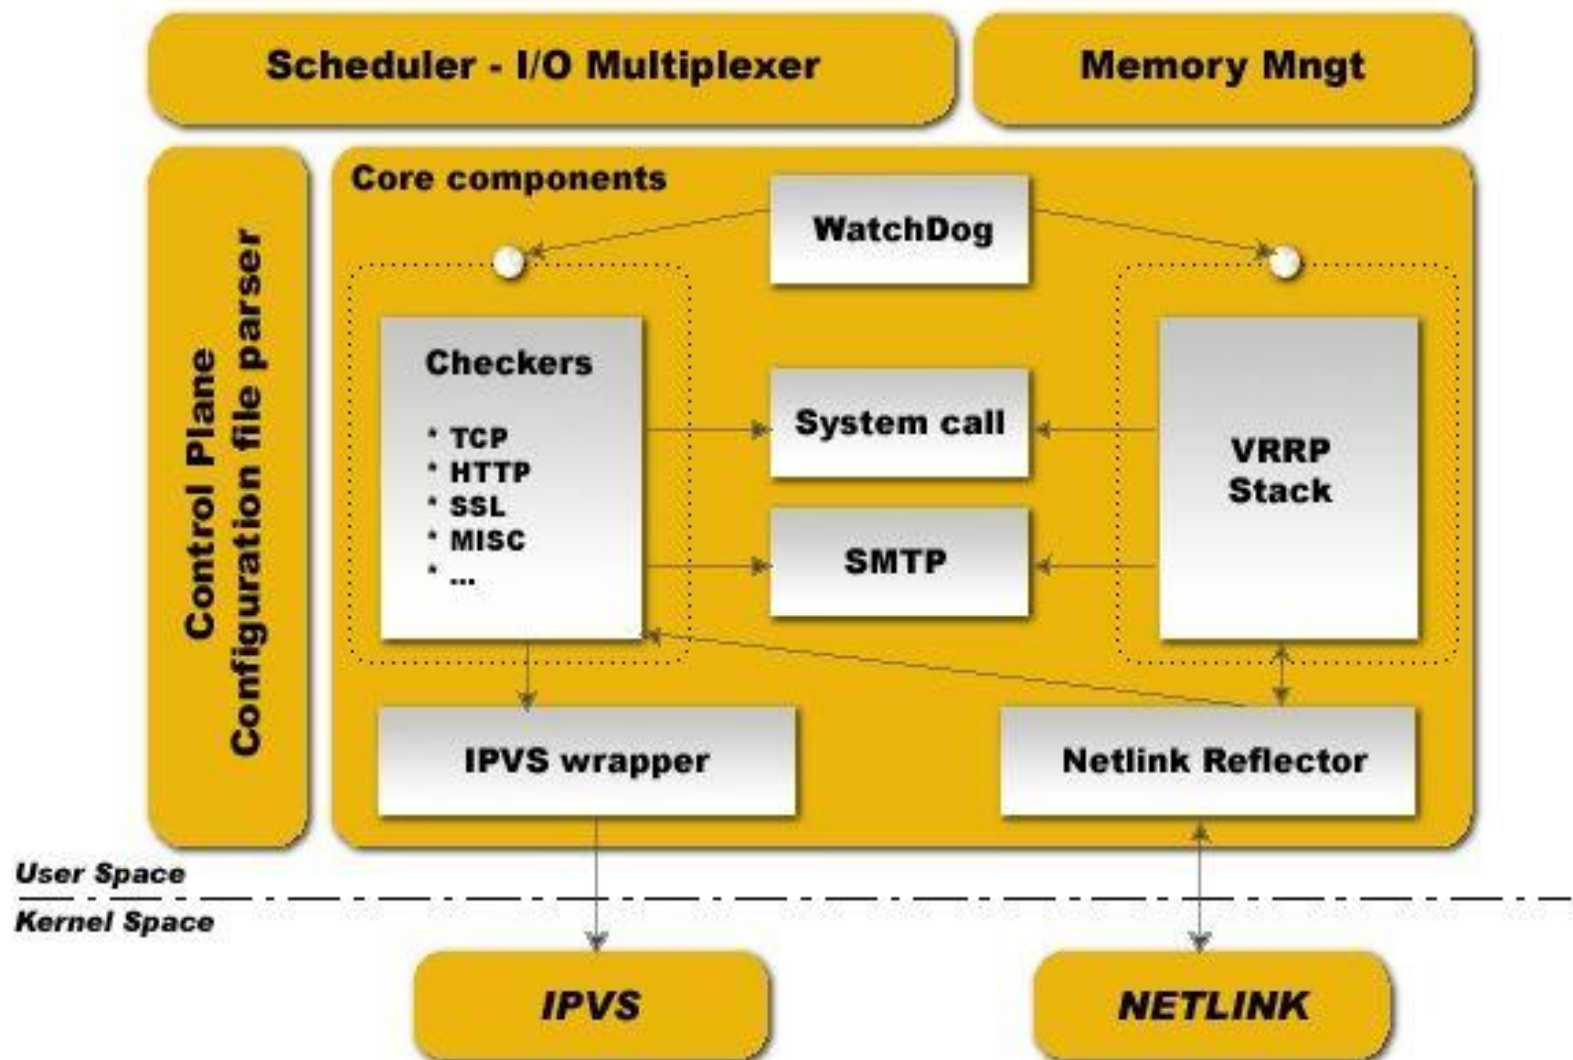 Scheduler - I/O Multiplexer
Memory Mngt
Control Plane
Configuration file parser
Core components
WatchDog
Checkers
* TCP
* HTTP
* SSL
* MISC
* ...
System call
SMTP
VRRP
Stack
IPVS wrapper
Netlink Reflector
User Space
Kernel Space
IPVS
NETLINK